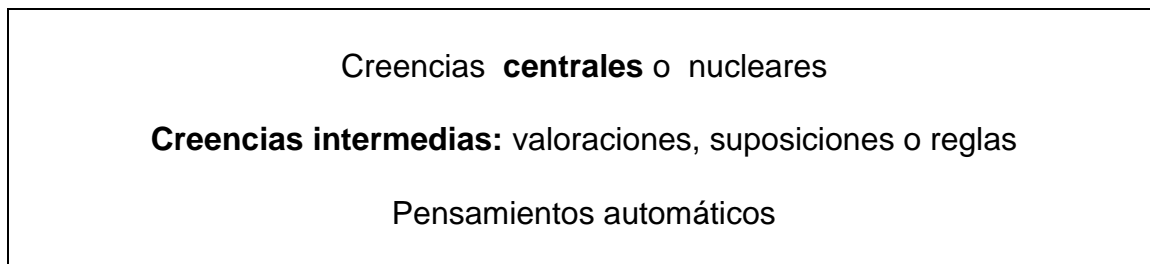 Creencias centrales o nucleares
Creencias intermedias: valoraciones, suposiciones o reglas
Pensamientos automáticos